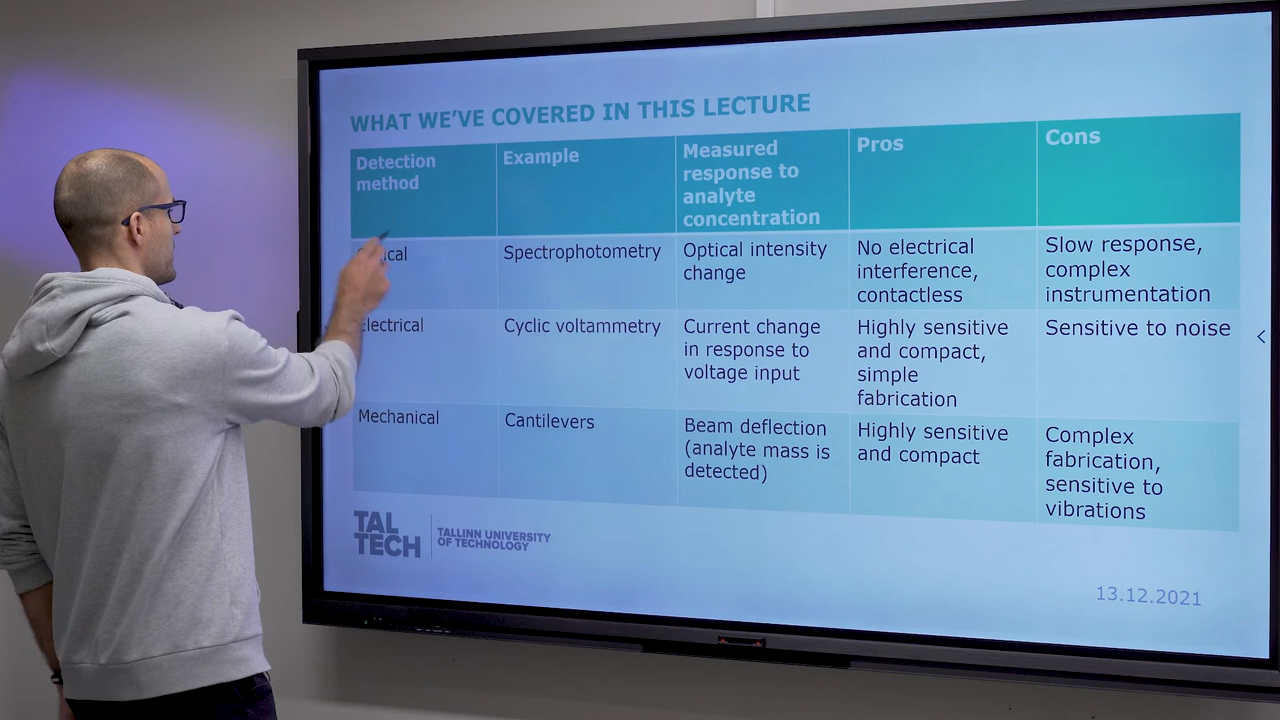 WHAT WE'VE COVERED IN THIS LECTURE
Detection
method
Example
Measured
response to
analyte
concentration
Pros
Cons
Spectrophotometry
Optical intensity
change
No electrical
interference,
contactless
Slow response,
complex
instrumentation
Electrical
Cyclic voltammetry
Current change
in response to
voltage input
Highly sensitive
and compact,
simple
fabrication
Sensitive to noise
Mechanical
Cantilevers
Beam deflection
(analyte mass is
detected)
Highly sensitive
and compact
Complex
fabrication,
sensitive to
vibrations
TAL
TECH
TALLINN UNIVERSITY
OF TECHNOLOGY
13.12.2021